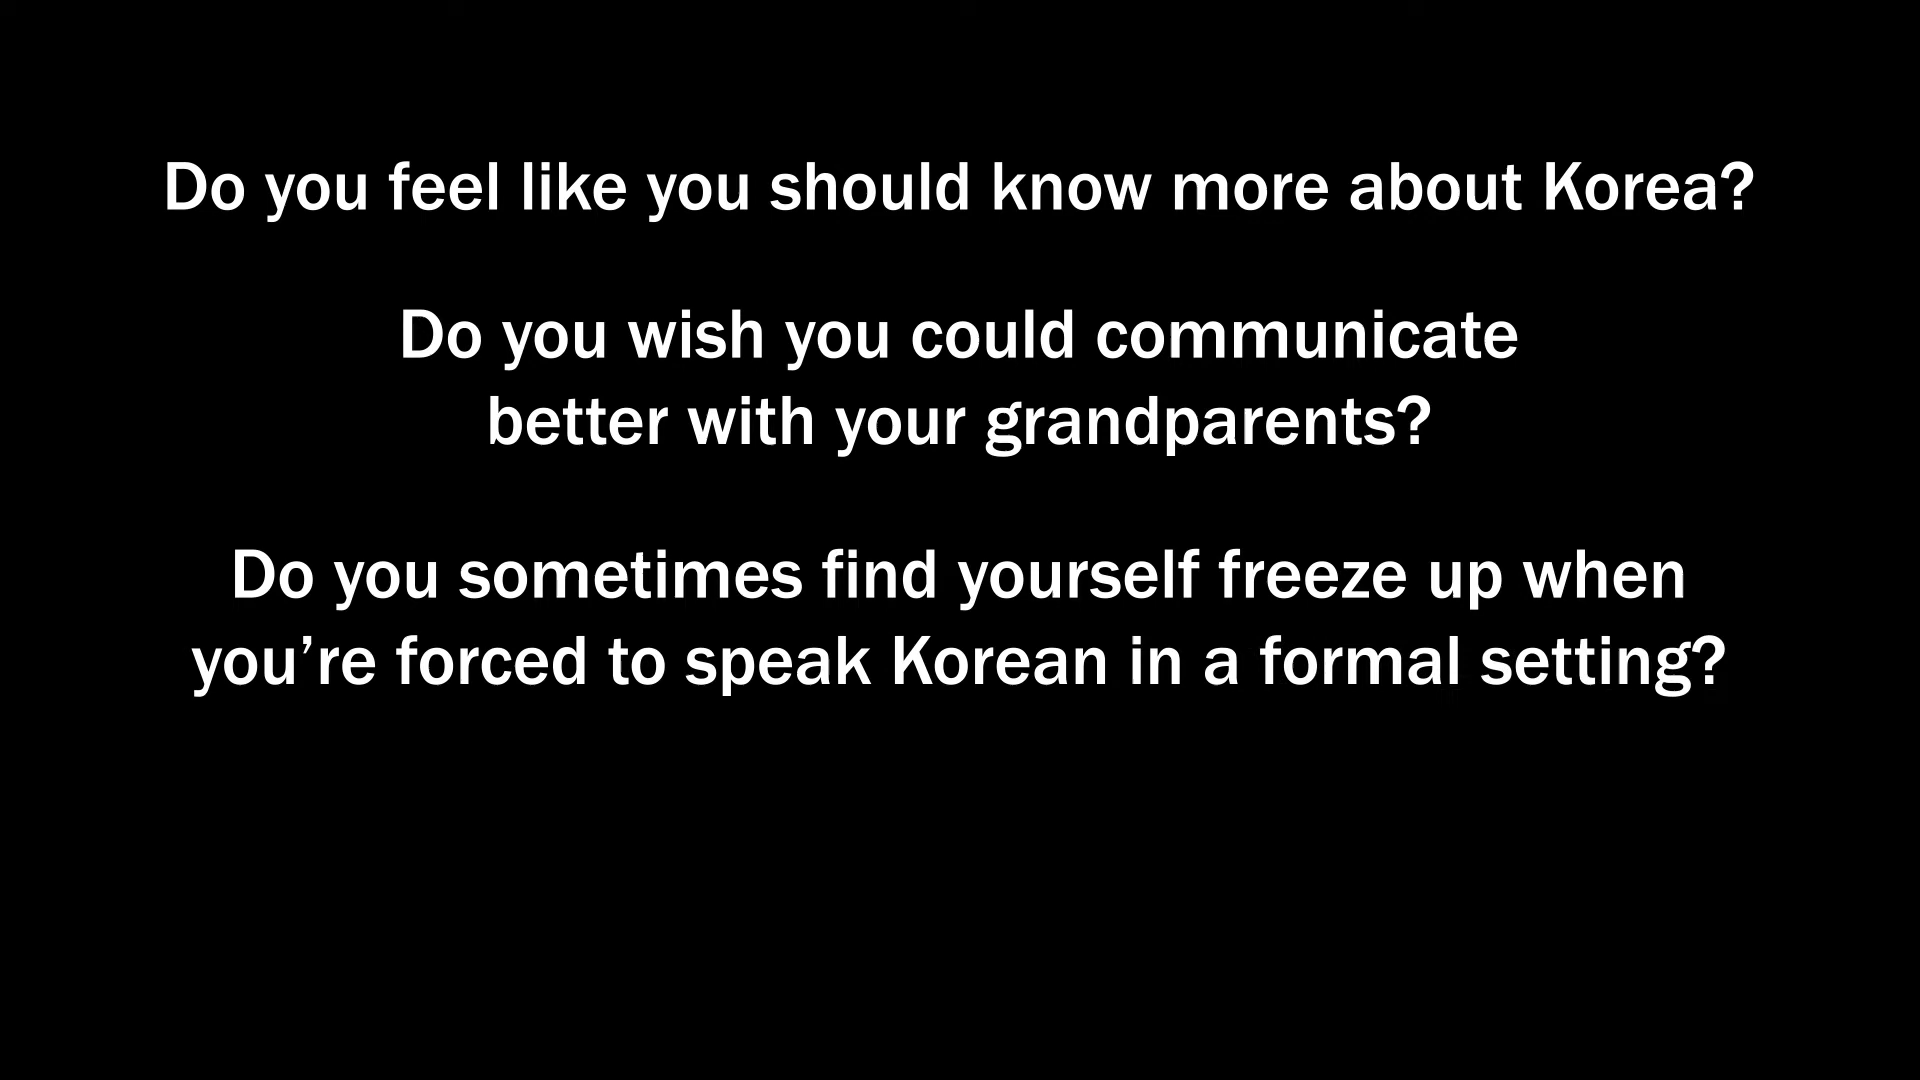 Do you feel like you should know more about Korea?
Do you wish you could communicate
better with your grandparents?
Do you sometimes find yourself freeze up when
you’re forced to speak Korean in a formal setting?